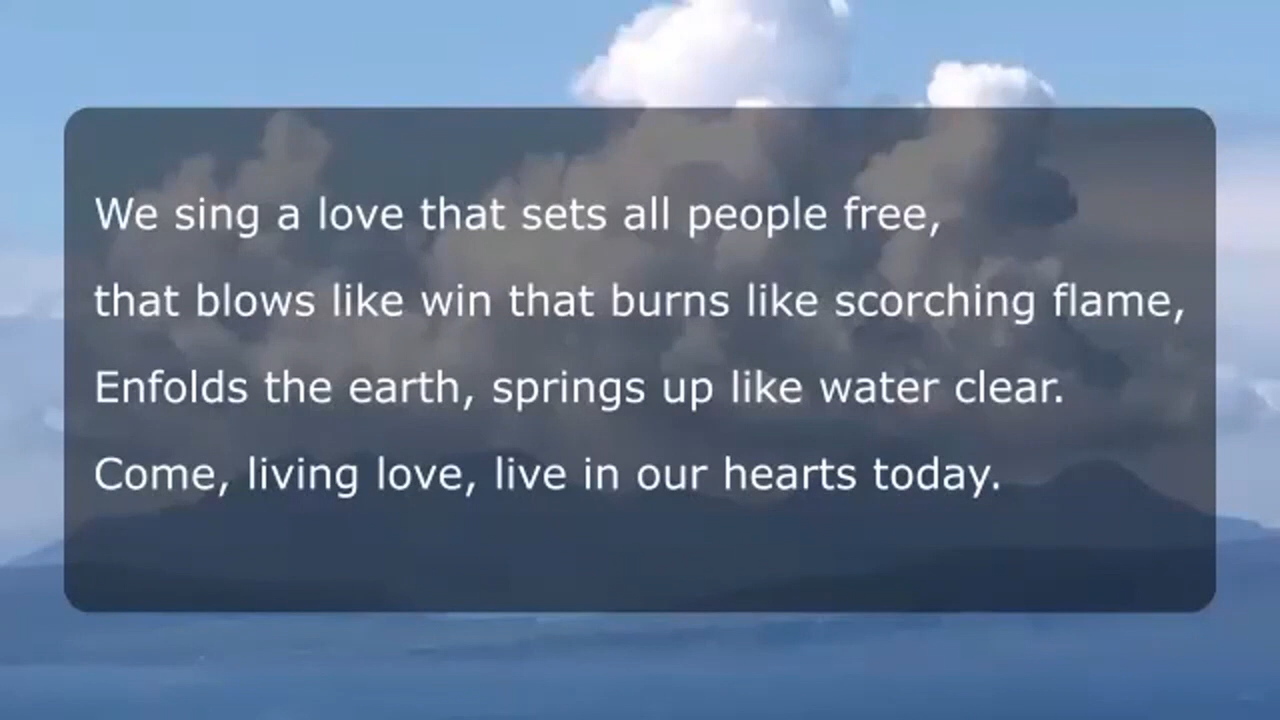 We sing a love that sets all people free,
that blows like win that burns like scorching flame,
Enfolds the earth, springs up like water clear.
Come, living love, live in our hearts today.